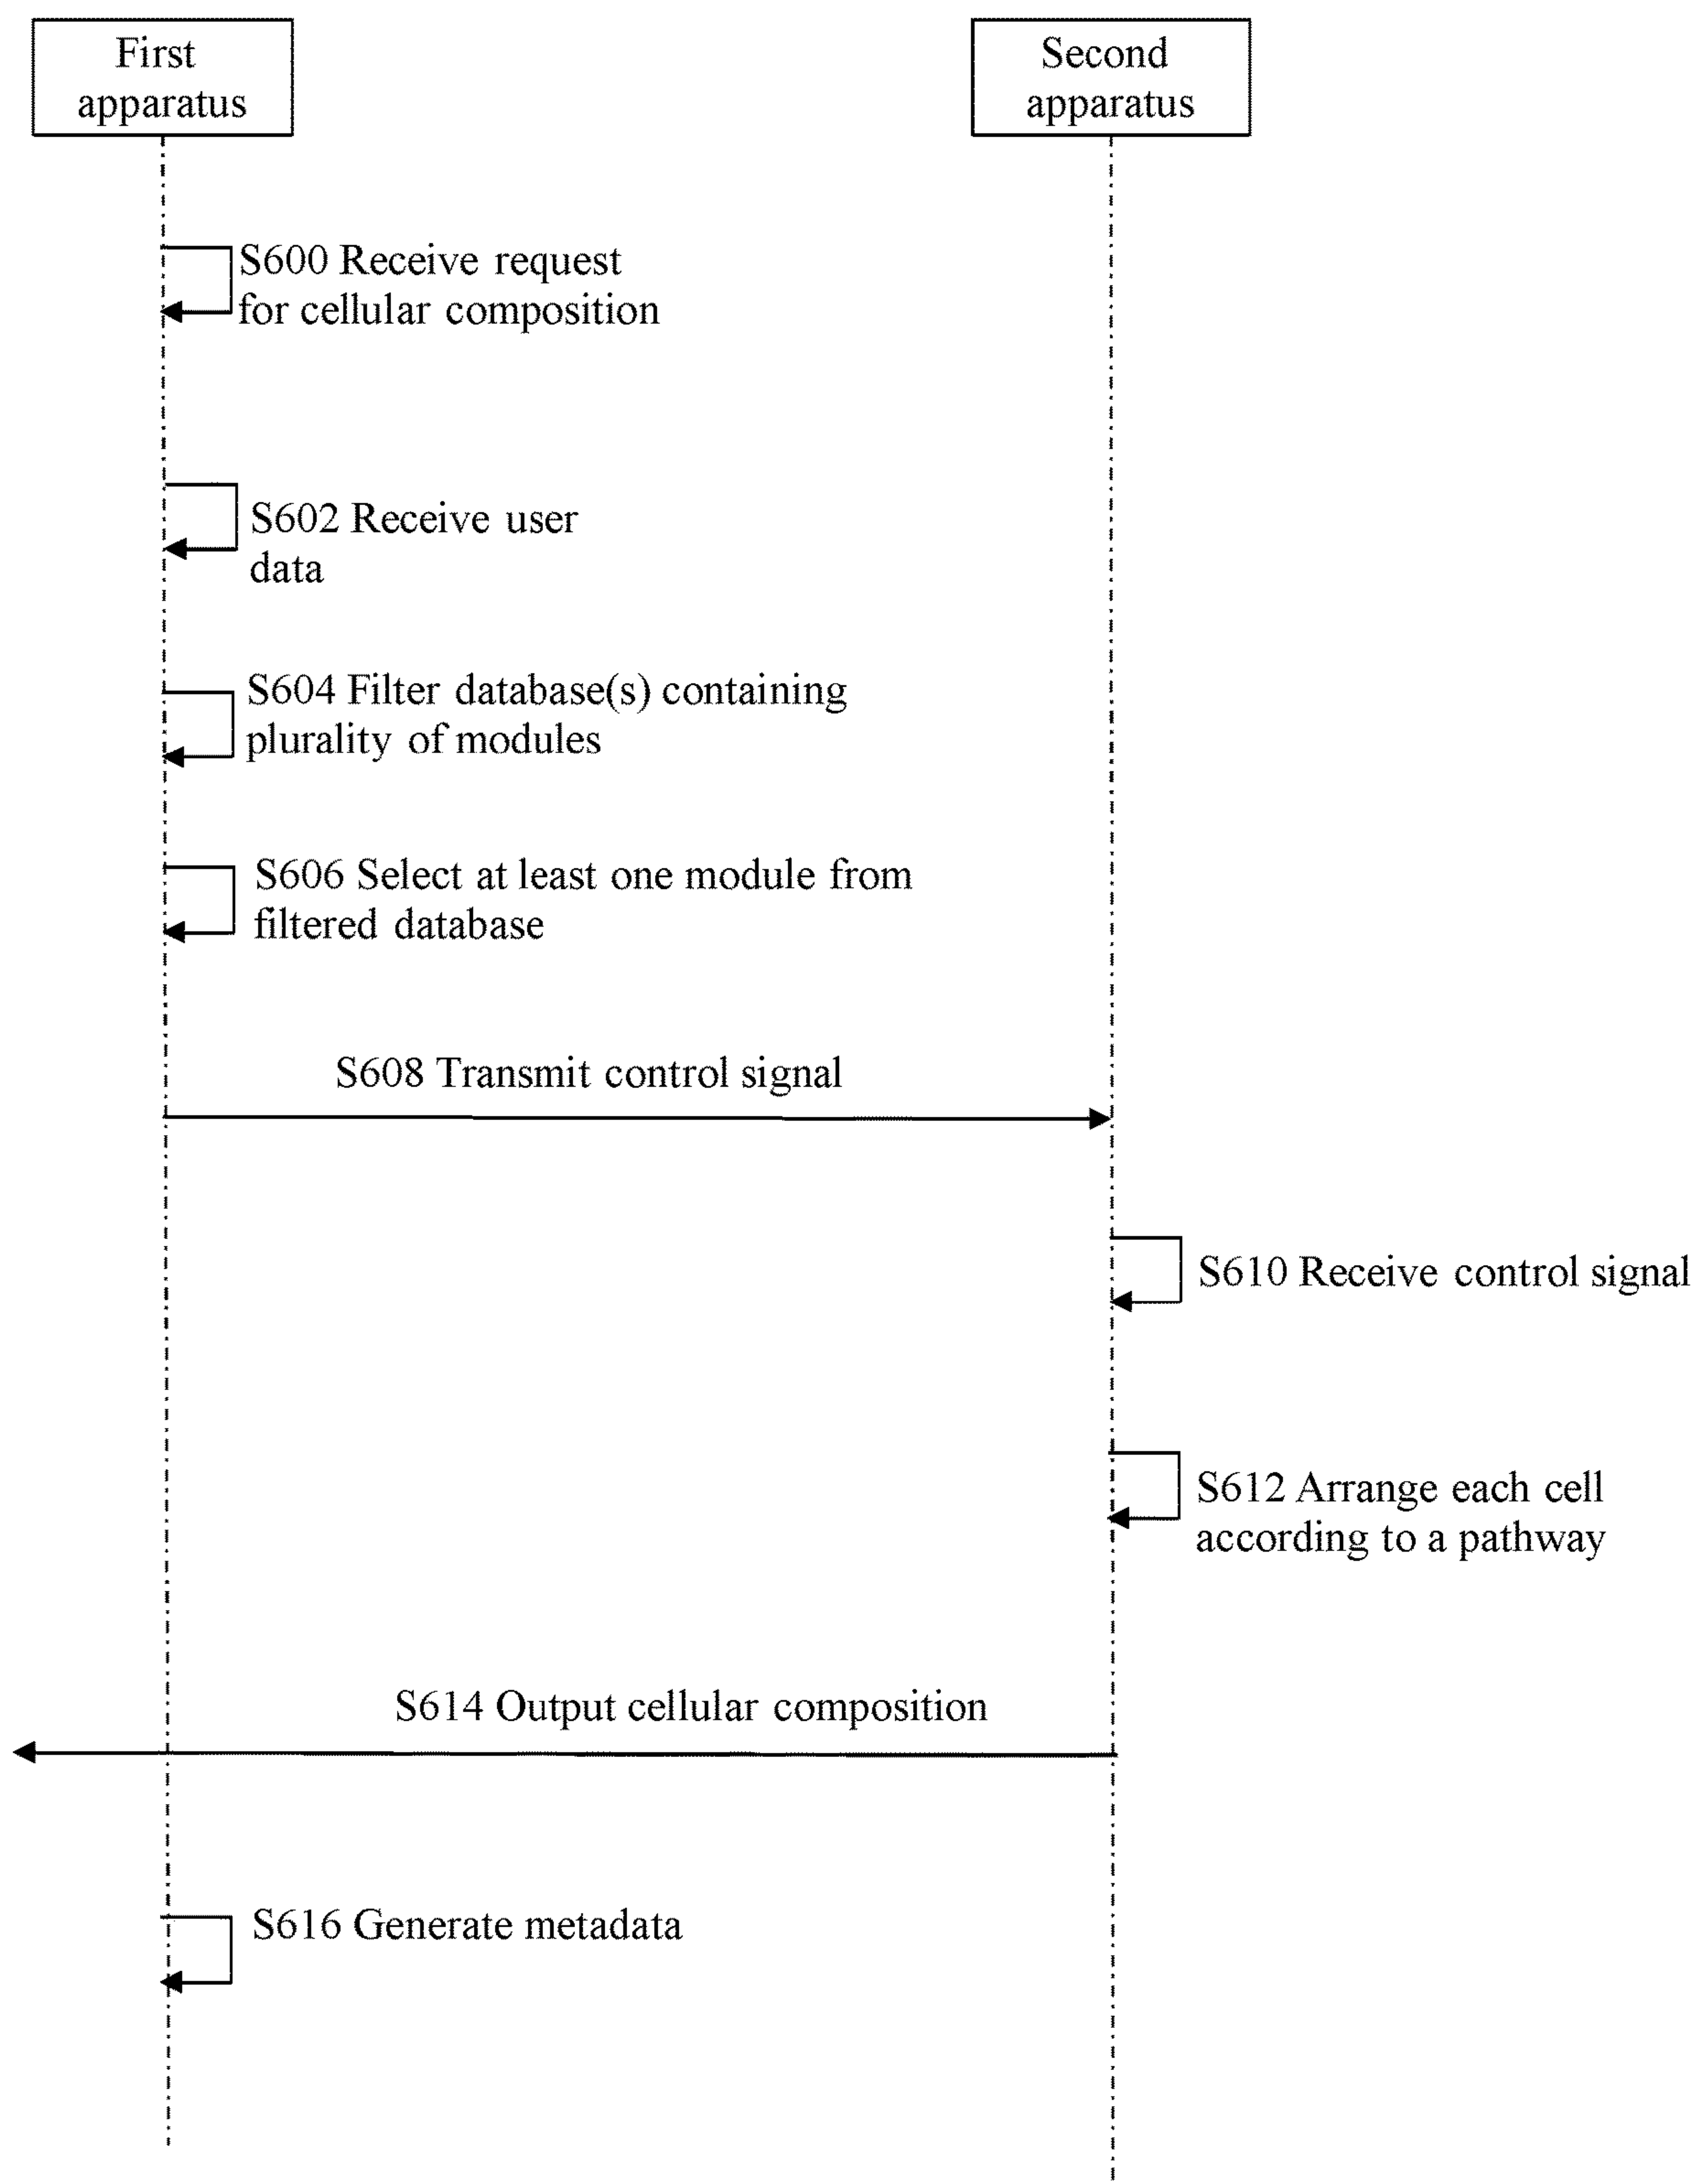 First
apparatus
Second
apparatus
S600 Receive request
for cellular composition
S602 Receive user
data
S604 Filter database(s) containing
plurality of modules
S606 Select at least one module from
filtered database
S608 Transmit control signal
S610 Receive control signal
S612 Arrange each cell
according to a pathway
S614 Output cellular composition
S616 Generate metadata